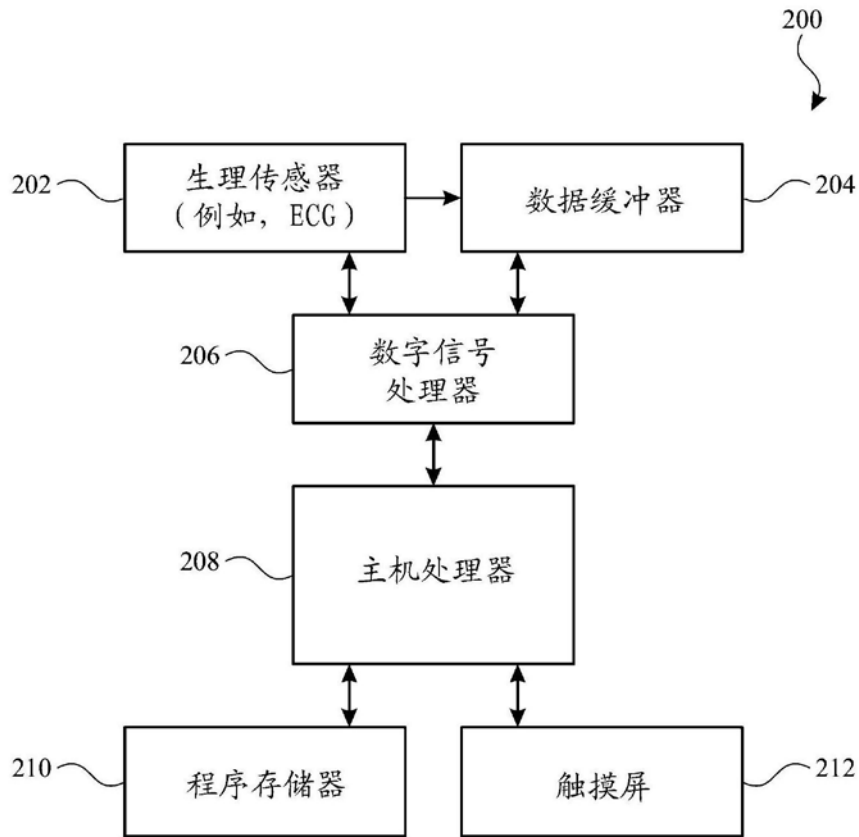 200
202
生理传感器
（例如，ECG）
数据缓冲器
204
206
数字信号
处理器
208
主机处理器
210
程序存储器
触摸屏
212